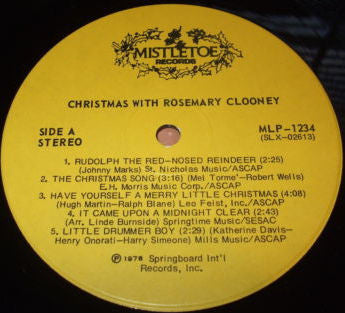 MISTLETOE
RECORDS
CHRISTMAS WITH ROSEMARY CLOONEY
SIDE A
STEREO
MLP-1234
(SLX-02613)
1. RUDOLPH THE RED-NOSED REINDEER (2:25)
(Johnny Marks) St. Nicholas Music/ASCAP
2. THE CHRISTMAS SONG (3:16) (Mel Torme'-Robert Wells)
E.H. Morris Music Corp./ASCAP
3. HAVE YOURSELF A MERRY LITTLE CHRISTMAS (4:08)
(Hugh Martin-Ralph Blane) Leo Feist, Inc./ASCAP
4. IT CAME UPON A MIDNIGHT CLEAR (2:43)
(Arr. Linde Burnside) Springtime Music/SESAC
5. LITTLE DRUMMER BOY (2:29) (Katherine Davis-
Henry Onorati-Harry Simeone) Mills Music/ASCAP
℗ 1978 Springboard Int'l
Records, Inc.